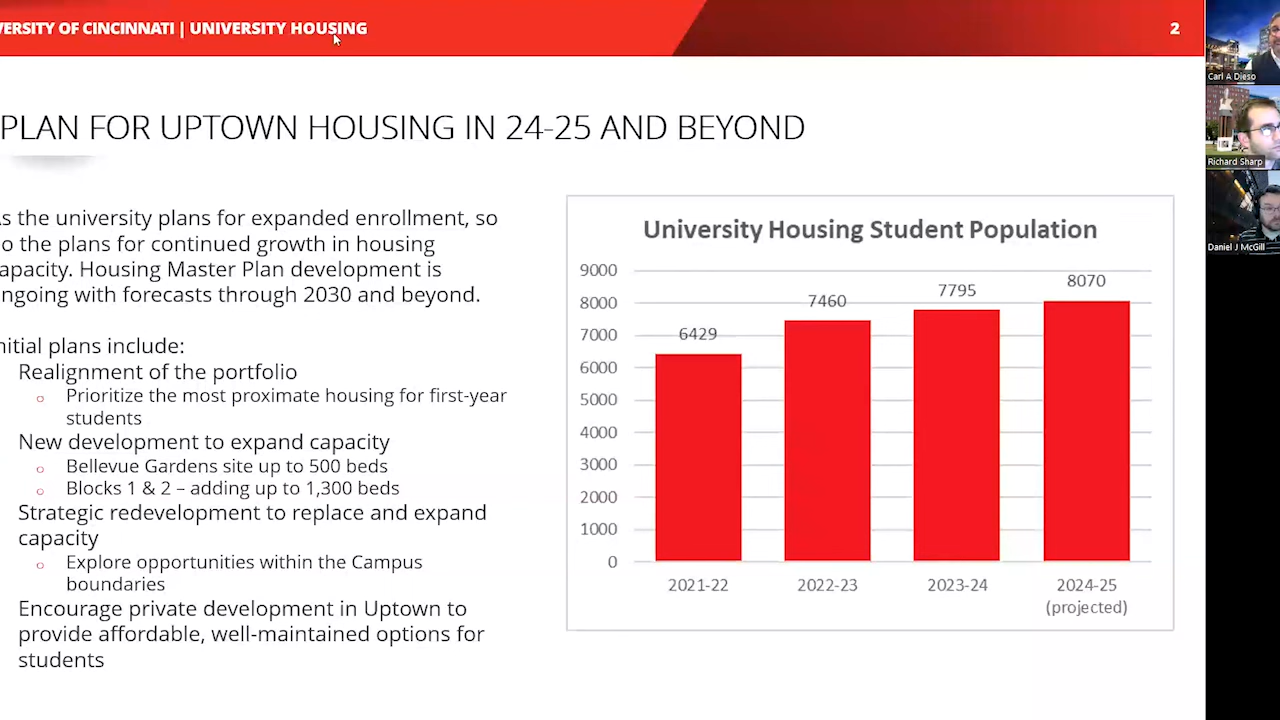 VERSITY OF CINCINNATI | UNIVERSITY HOUSING
2
PLAN FOR UPTOWN HOUSING IN 24-25 AND BEYOND
s the university plans for expanded enrollment, so
o the plans for continued growth in housing
apacity. Housing Master Plan development is
ngoing with forecasts through 2030 and beyond.
nitial plans include:
Realignment of the portfolio
Prioritize the most proximate housing for first-year
students
New development to expand capacity
Bellevue Gardens site up to 500 beds
Blocks 1 & 2 – adding up to 1,300 beds
Strategic redevelopment to replace and expand
capacity
Explore opportunities within the Campus
boundaries
Encourage private development in Uptown to
provide affordable, well-maintained options for
students
University Housing Student Population
9000
8000
7000
6000
5000
4000
3000
2000
1000
0
6429
7460
7795
8070
2021-22
2022-23
2023-24
2024-25
(projected)
Carl A Dieso
Richard Sharp
Daniel J McGill